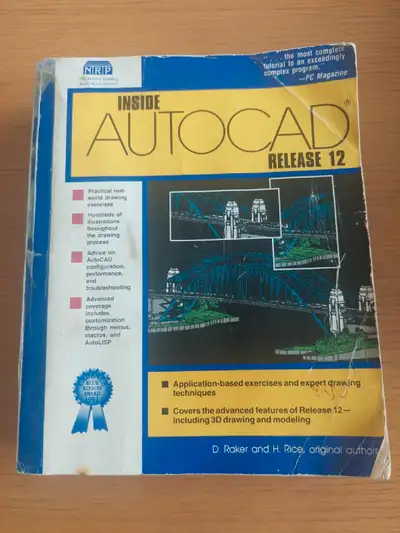 NRP
"... the most complete
tutorial to an exceedingly
complex program."
—PC Magazine
INSIDE
AUTOCAD®
RELEASE 12
Practical real-
world drawing
exercises
Hundreds of
illustrations
throughout
the drawing
process
Advice on
AutoCAD
configuration,
performance,
and
troubleshooting
Advanced
coverage
includes
customization
through menus,
macros, and
AutoLISP
BLUE
RIBBON
AWARD
Application-based exercises and expert drawing
techniques
Covers the advanced features of Release 12—
including 3D drawing and modeling
D. Raker and H. Rice, original authors